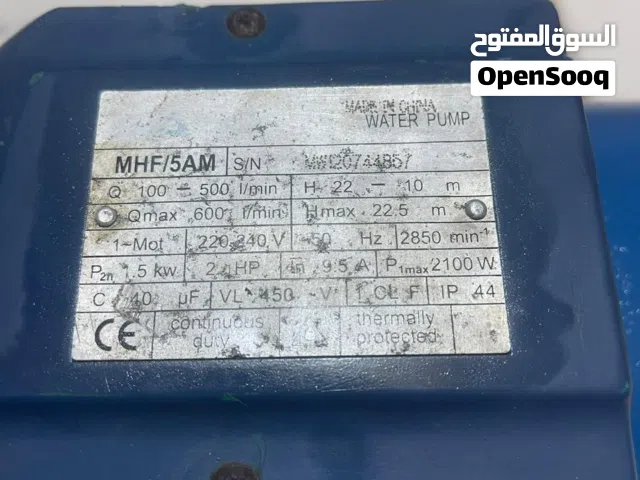 السوق المفتوح
OpenSooq
MADE IN CHINA
WATER PUMP
MHF/5AM S/N MW120744857
Q 100 – 500 l/min H 22 – 10 m
Qmax 600 l/min Hmax 22.5 m
1~Mot 220-240 V 50 Hz 2850 min-1
P2n 1.5 kw 2 HP In 9.5 A P1max 2100 W
C 40 µF VL 450 V I.CL F IP 44
CE continuous duty thermally protected